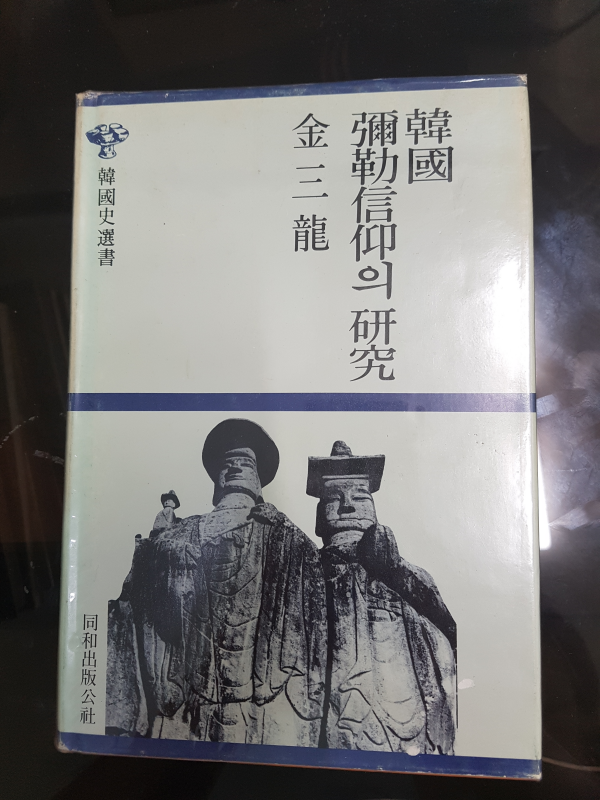 韓國
彌勒信仰의 硏究
金三龍
韓國史選書
同和出版公社